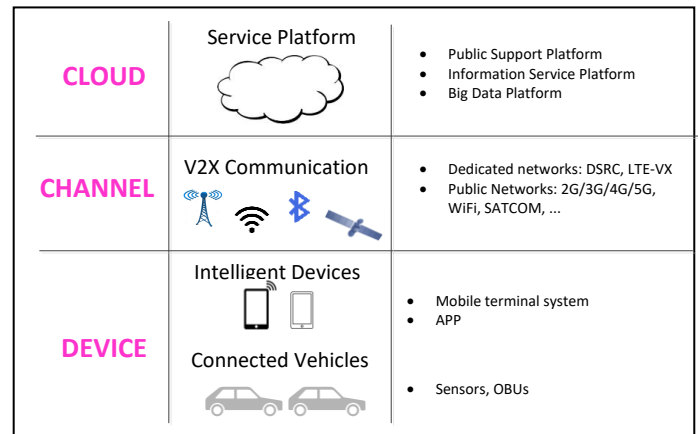 CLOUD
Service Platform
• Public Support Platform
• Information Service Platform
• Big Data Platform
CHANNEL
V2X Communication
• Dedicated networks: DSRC, LTE-VX
• Public Networks: 2G/3G/4G/5G,
WiFi, SATCOM, ...
DEVICE
Intelligent Devices
• Mobile terminal system
• APP
Connected Vehicles
• Sensors, OBUs